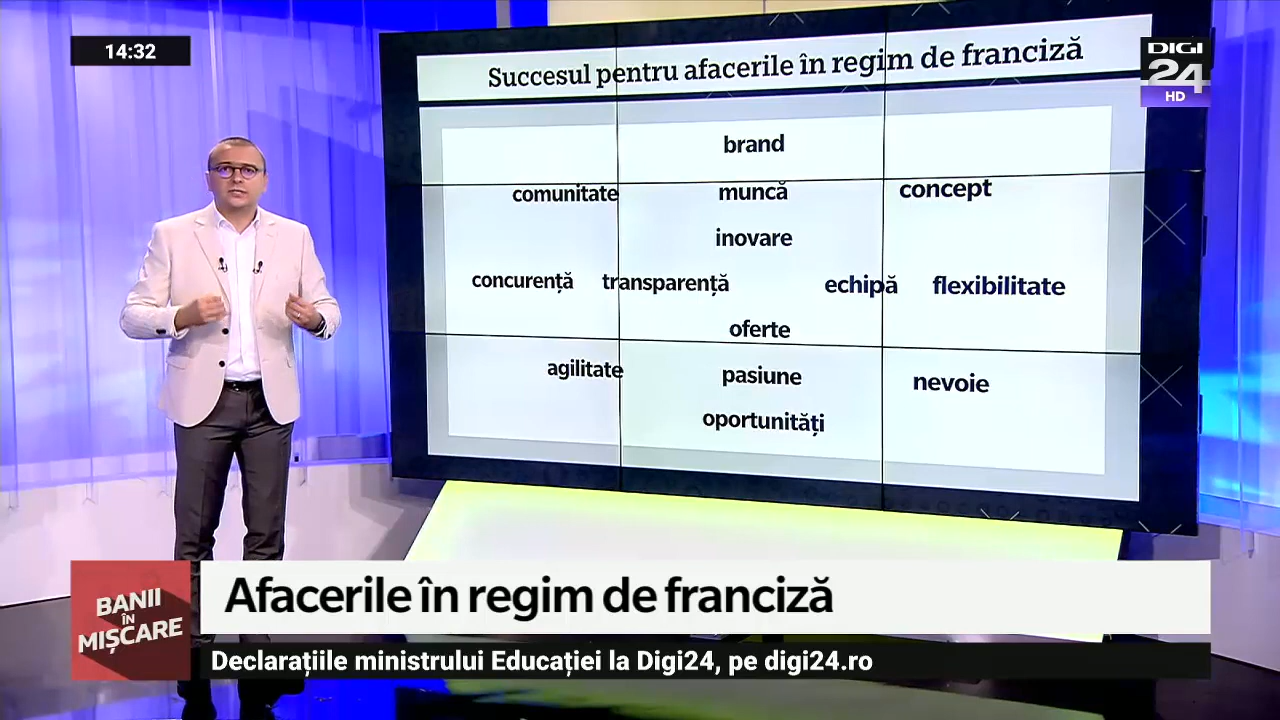 14:32
DIGI
24
HD
Succesul pentru afacerile în regim de franciză
brand
comunitate muncă concept
inovare
concurență transparență echipă flexibilitate
oferte
agilitate pasiune nevoie
oportunități
BANII
ÎN
MIȘCARE
Afacerile în regim de franciză
Declarațiile ministrului Educației la Digi24, pe digi24.ro